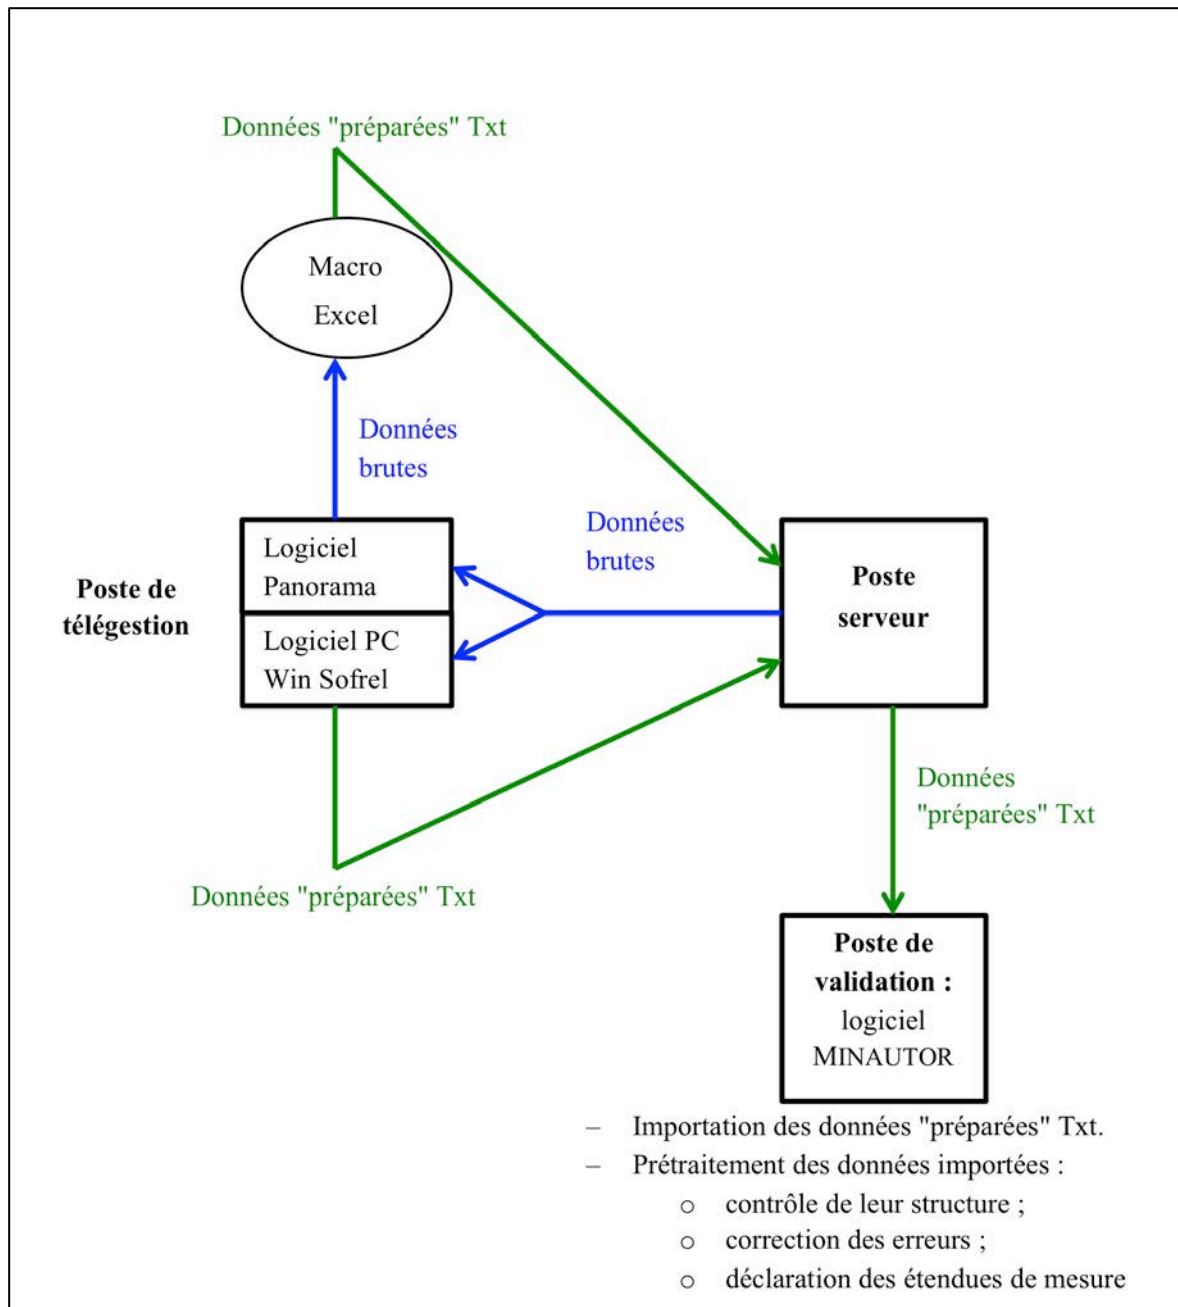 Données "préparées" Txt
Macro
Excel
Données
brutes
Données
brutes
Logiciel
Panorama
Poste de
télégestion
Logiciel PC
Win Sofrel
Poste
serveur
Données
"préparées" Txt
Données "préparées" Txt
Poste de
validation :
logiciel
MINAUTOR
– Importation des données "préparées" Txt.
– Prétraitement des données importées :
o contrôle de leur structure ;
o correction des erreurs ;
o déclaration des étendues de mesure